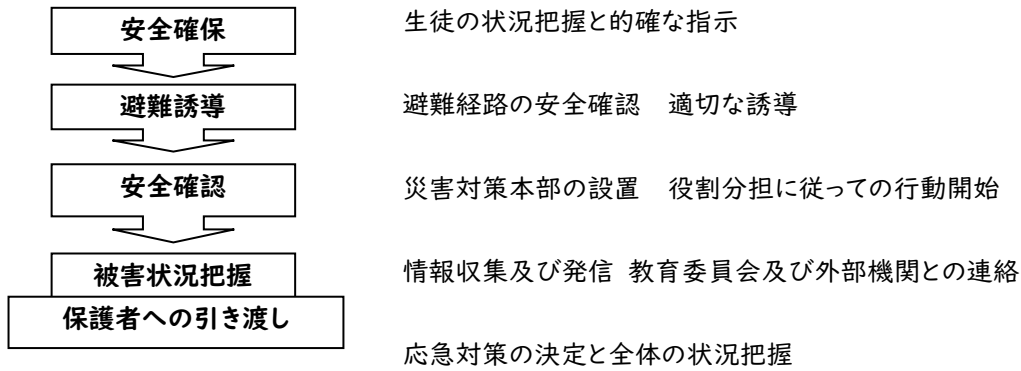 安全確保　生徒の状況把握と的確な指示
避難誘導　避難経路の安全確認　適切な誘導
安全確認　災害対策本部の設置　役割分担に従っての行動開始
被害状況把握　情報収集及び発信 教育委員会及び外部機関との連絡
保護者への引き渡し
応急対策の決定と全体の状況把握